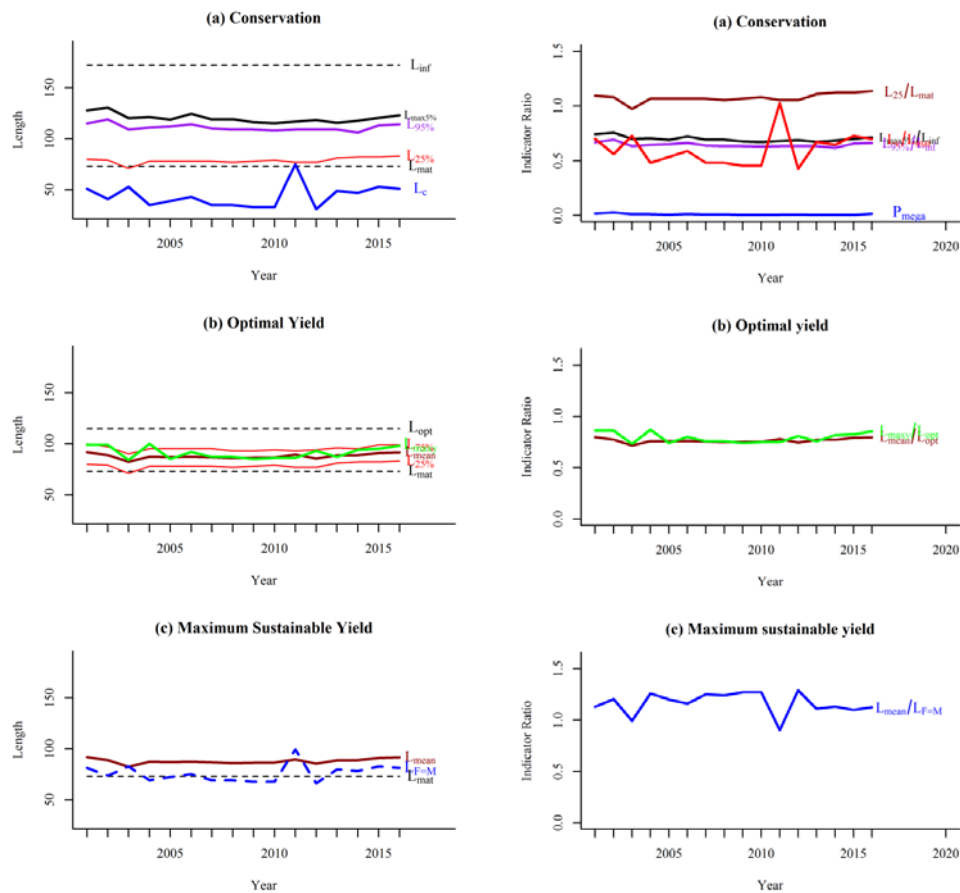 (a) Conservation
Length
50
100
150
L_inf
L_max5%
L_95%
L_25%
L_mat
L_c
2005
2010
2015
Year
(a) Conservation
Indicator Ratio
0.0
0.5
1.0
1.5
L_25/L_mat
L_95%/L_inf
P_mega
2005
2010
2015
2020
Year
(b) Optimal Yield
Length
50
100
150
L_opt
L_75%
L_mean
L_25%
L_mat
2005
2010
2015
Year
(b) Optimal yield
Indicator Ratio
0.0
0.5
1.0
1.5
L_maxy/L_opt
L_mean/L_opt
2005
2010
2015
2020
Year
(c) Maximum Sustainable Yield
Length
50
100
150
L_mean
L_F=M
L_mat
2005
2010
2015
Year
(c) Maximum sustainable yield
Indicator Ratio
0.0
0.5
1.0
1.5
L_mean/L_F=M
2005
2010
2015
2020
Year